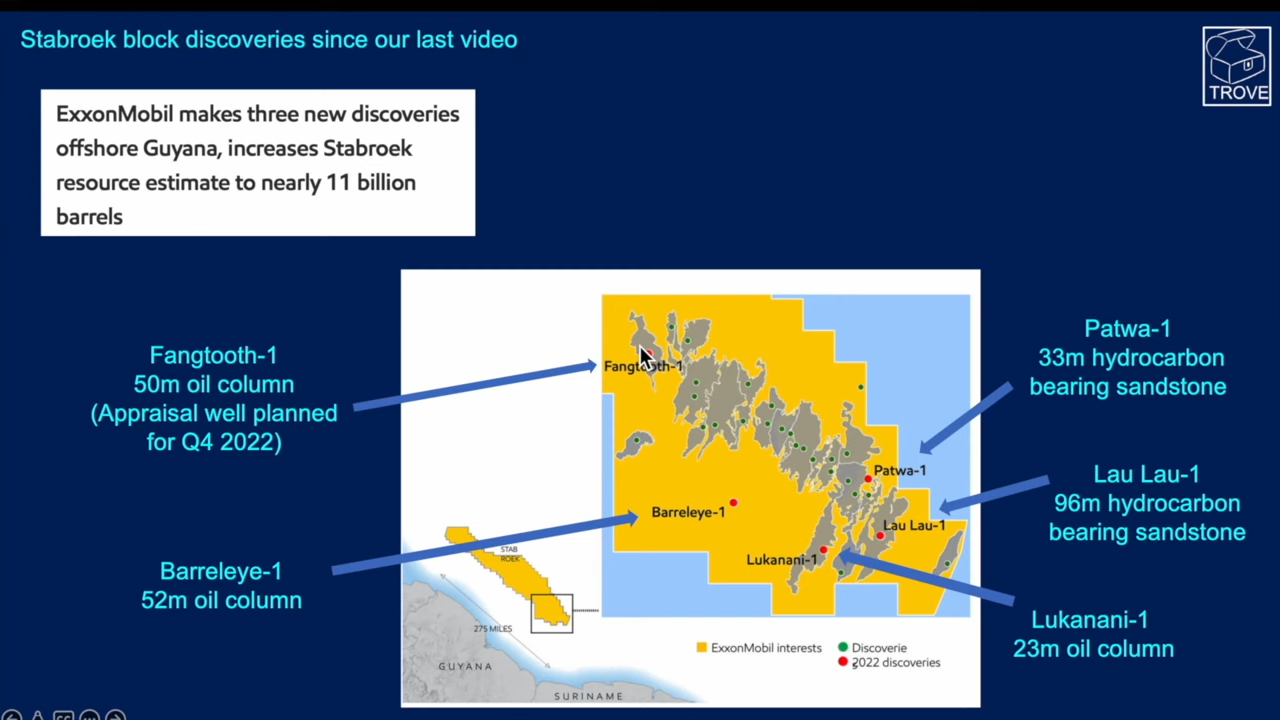 Stabroek block discoveries since our last video
TROVE
ExxonMobil makes three new discoveries
offshore Guyana, increases Stabroek
resource estimate to nearly 11 billion
barrels
Fangtooth-1
50m oil column
(Appraisal well planned
for Q4 2022)
Barreleye-1
52m oil column
Fangtooth-1
Patwa-1
Barreleye-1
Lau Lau-1
Lukanani-1
STAB
ROEK
275 MILES
GUYANA
SURINAME
ExxonMobil interests
Discoverie
2022 discoveries
Patwa-1
33m hydrocarbon
bearing sandstone
Lau Lau-1
96m hydrocarbon
bearing sandstone
Lukanani-1
23m oil column